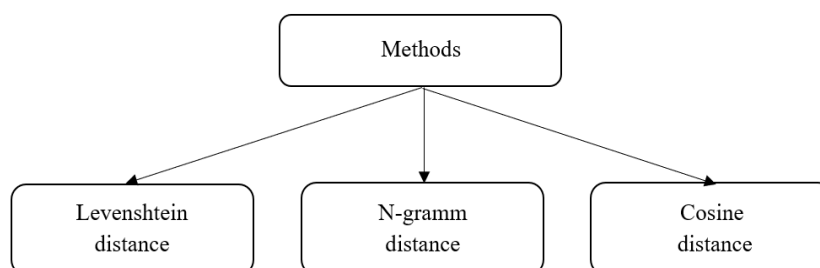 Methods
Levenshtein
distance
N-gramm
distance
Cosine
distance